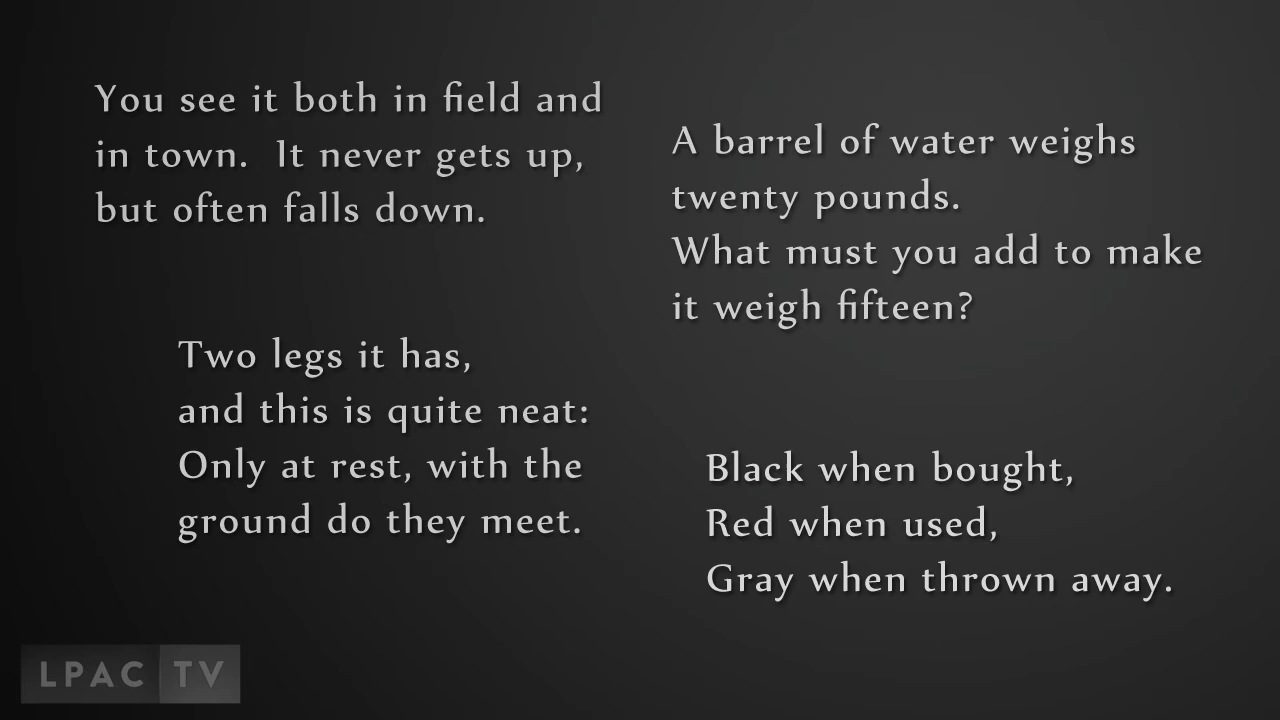 You see it both in field and
in town. It never gets up,
but often falls down.
Two legs it has,
and this is quite neat:
Only at rest, with the
ground do they meet.
A barrel of water weighs
twenty pounds.
What must you add to make
it weigh fifteen?
Black when bought,
Red when used,
Gray when thrown away.
LPAC TV